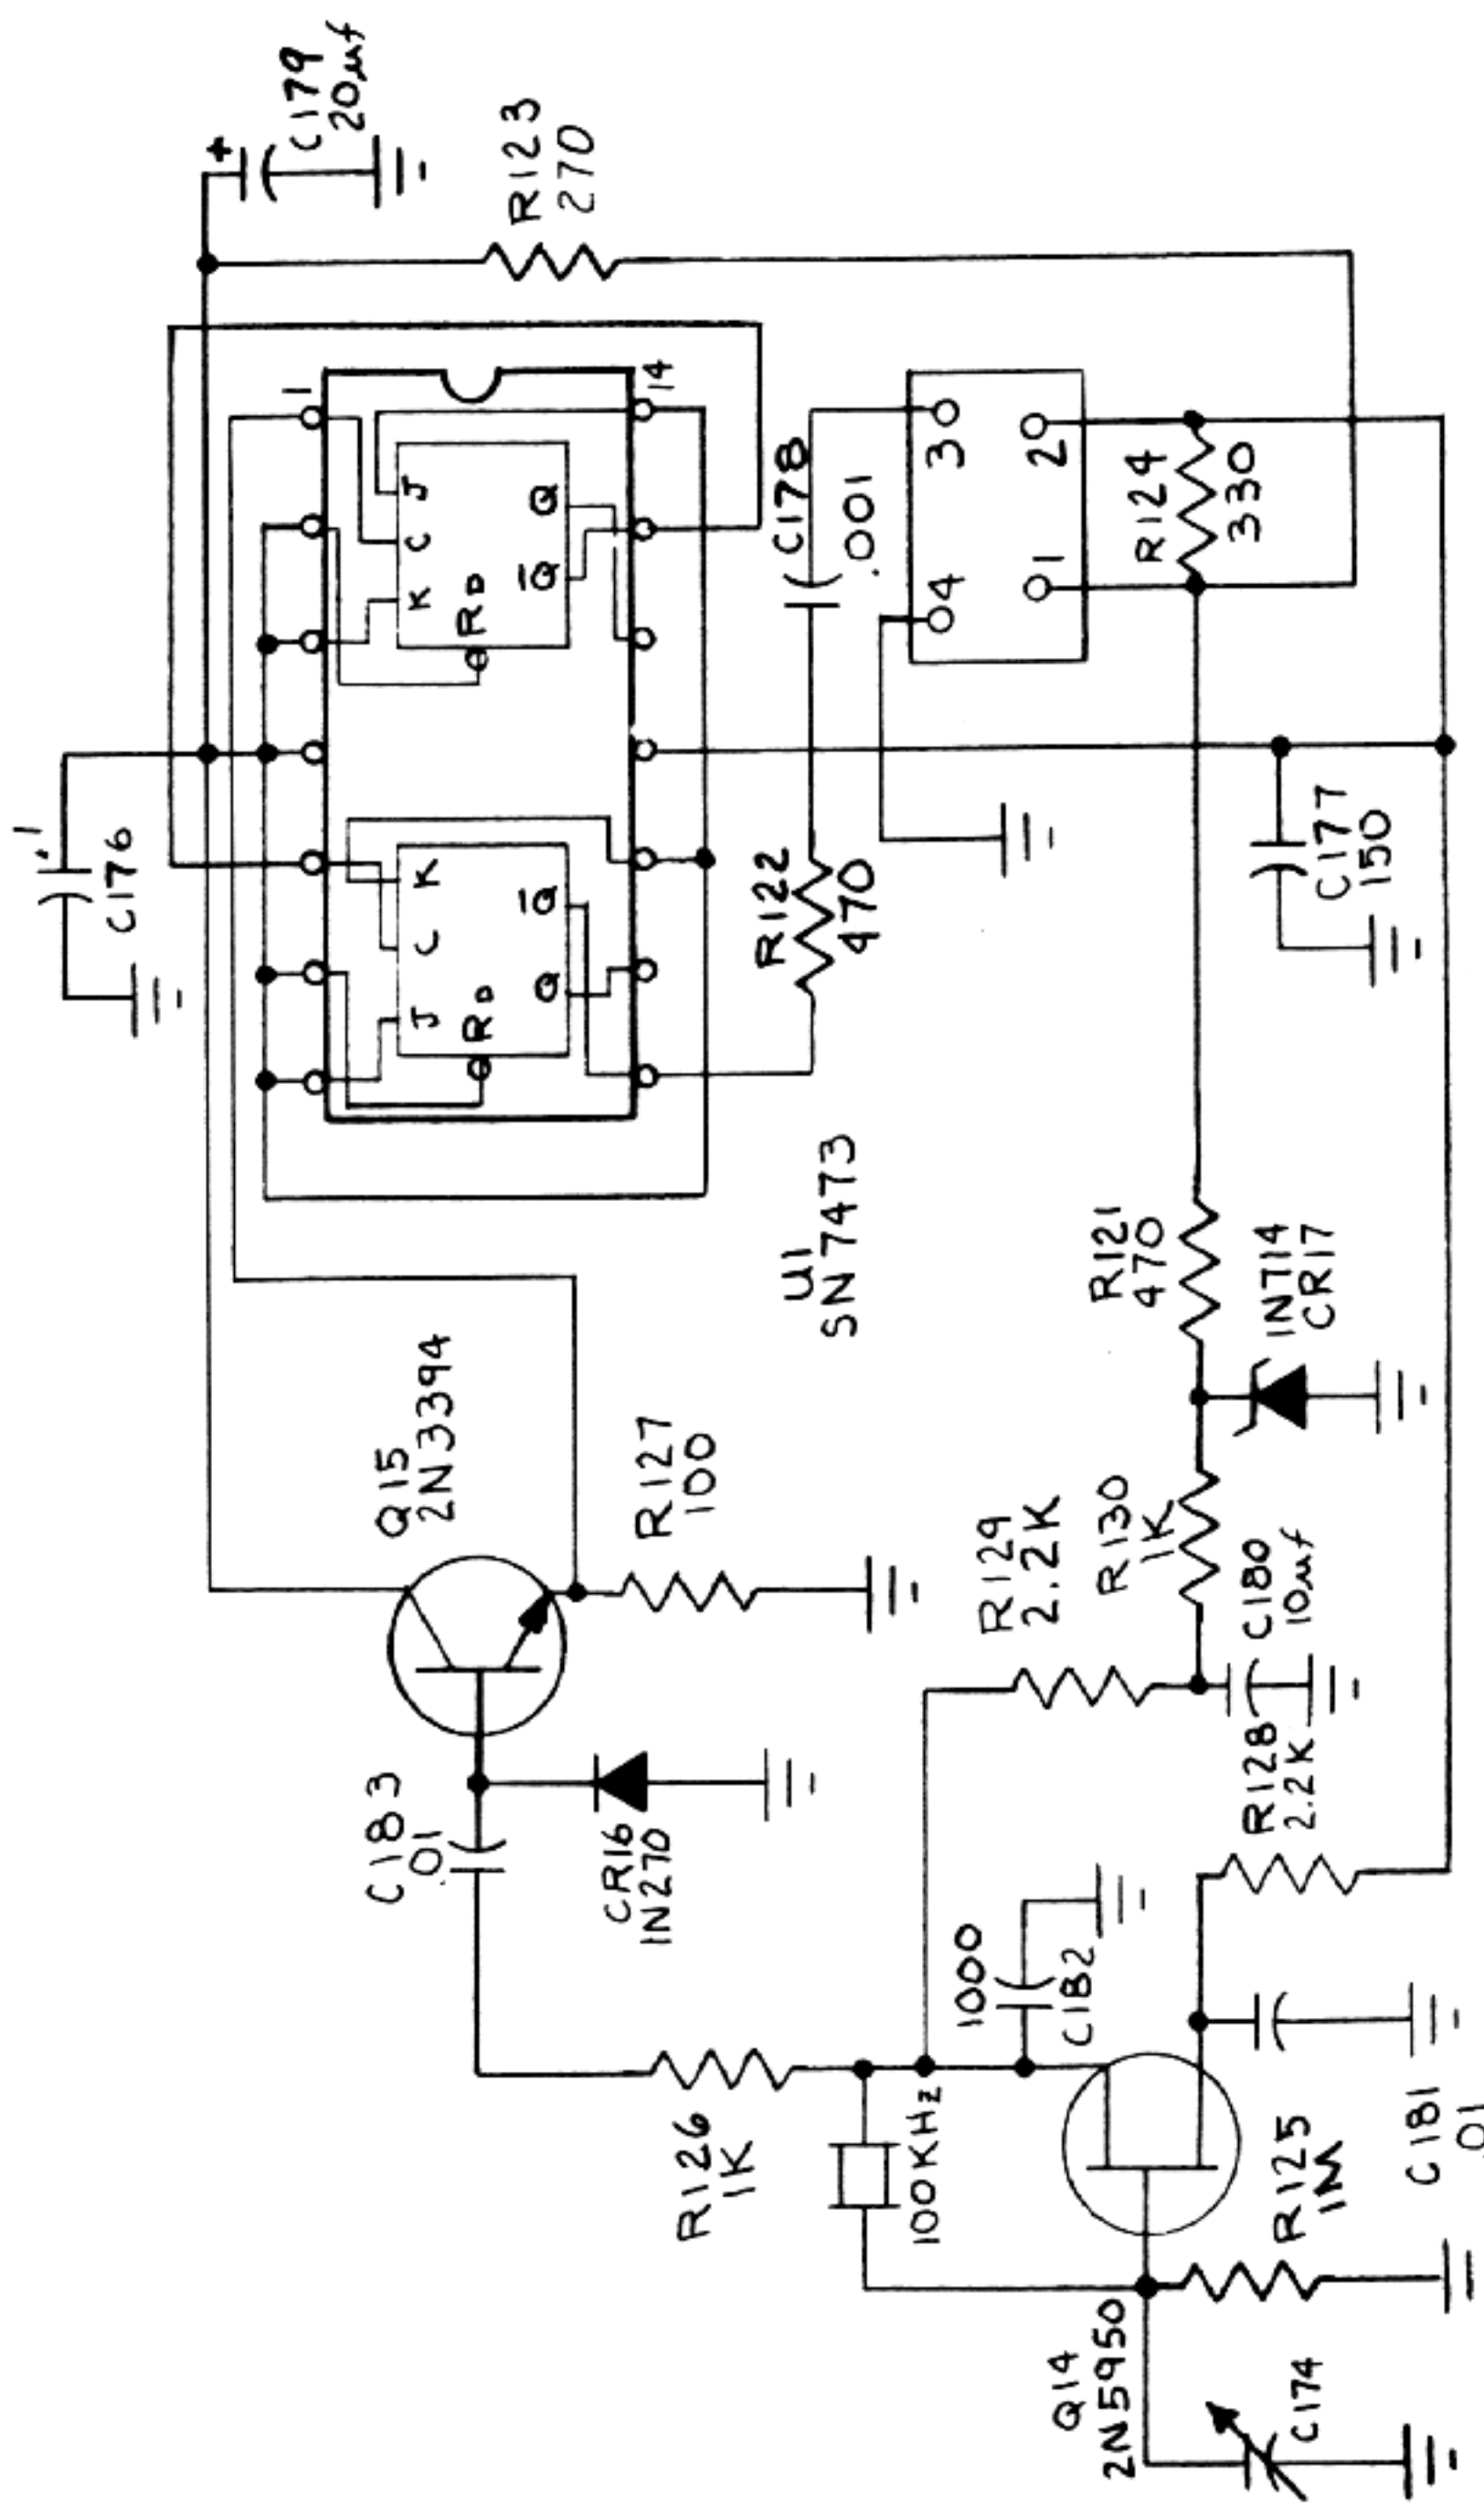 C179
20µf
R123
270
.1
C176
1
14
J
C
K
RD
Q
Q̅
K
C
J
RD
Q̅
Q
C178
.001
R122
470
3
4
2
1
R124
330
C177
150
U1
SN7473
R121
470
1N714
CR17
Q15
2N3394
R127
100
R129
2.2K
R130
1K
C180
10µf
R128
2.2K
C183
.01
CR16
1N270
1000
C182
R126
1K
100KHz
C181
.01
R125
1M
Q14
2N5950
C174